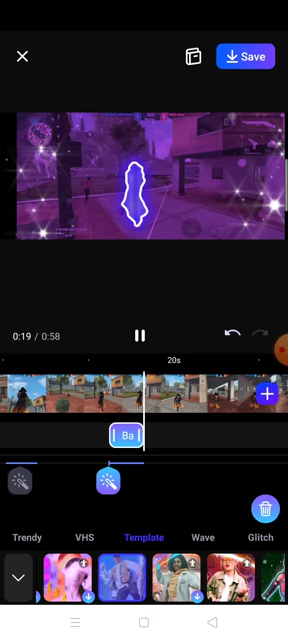 Save
0:19 / 0:58
20s
Ba
Trendy
VHS
Template
Wave
Glitch